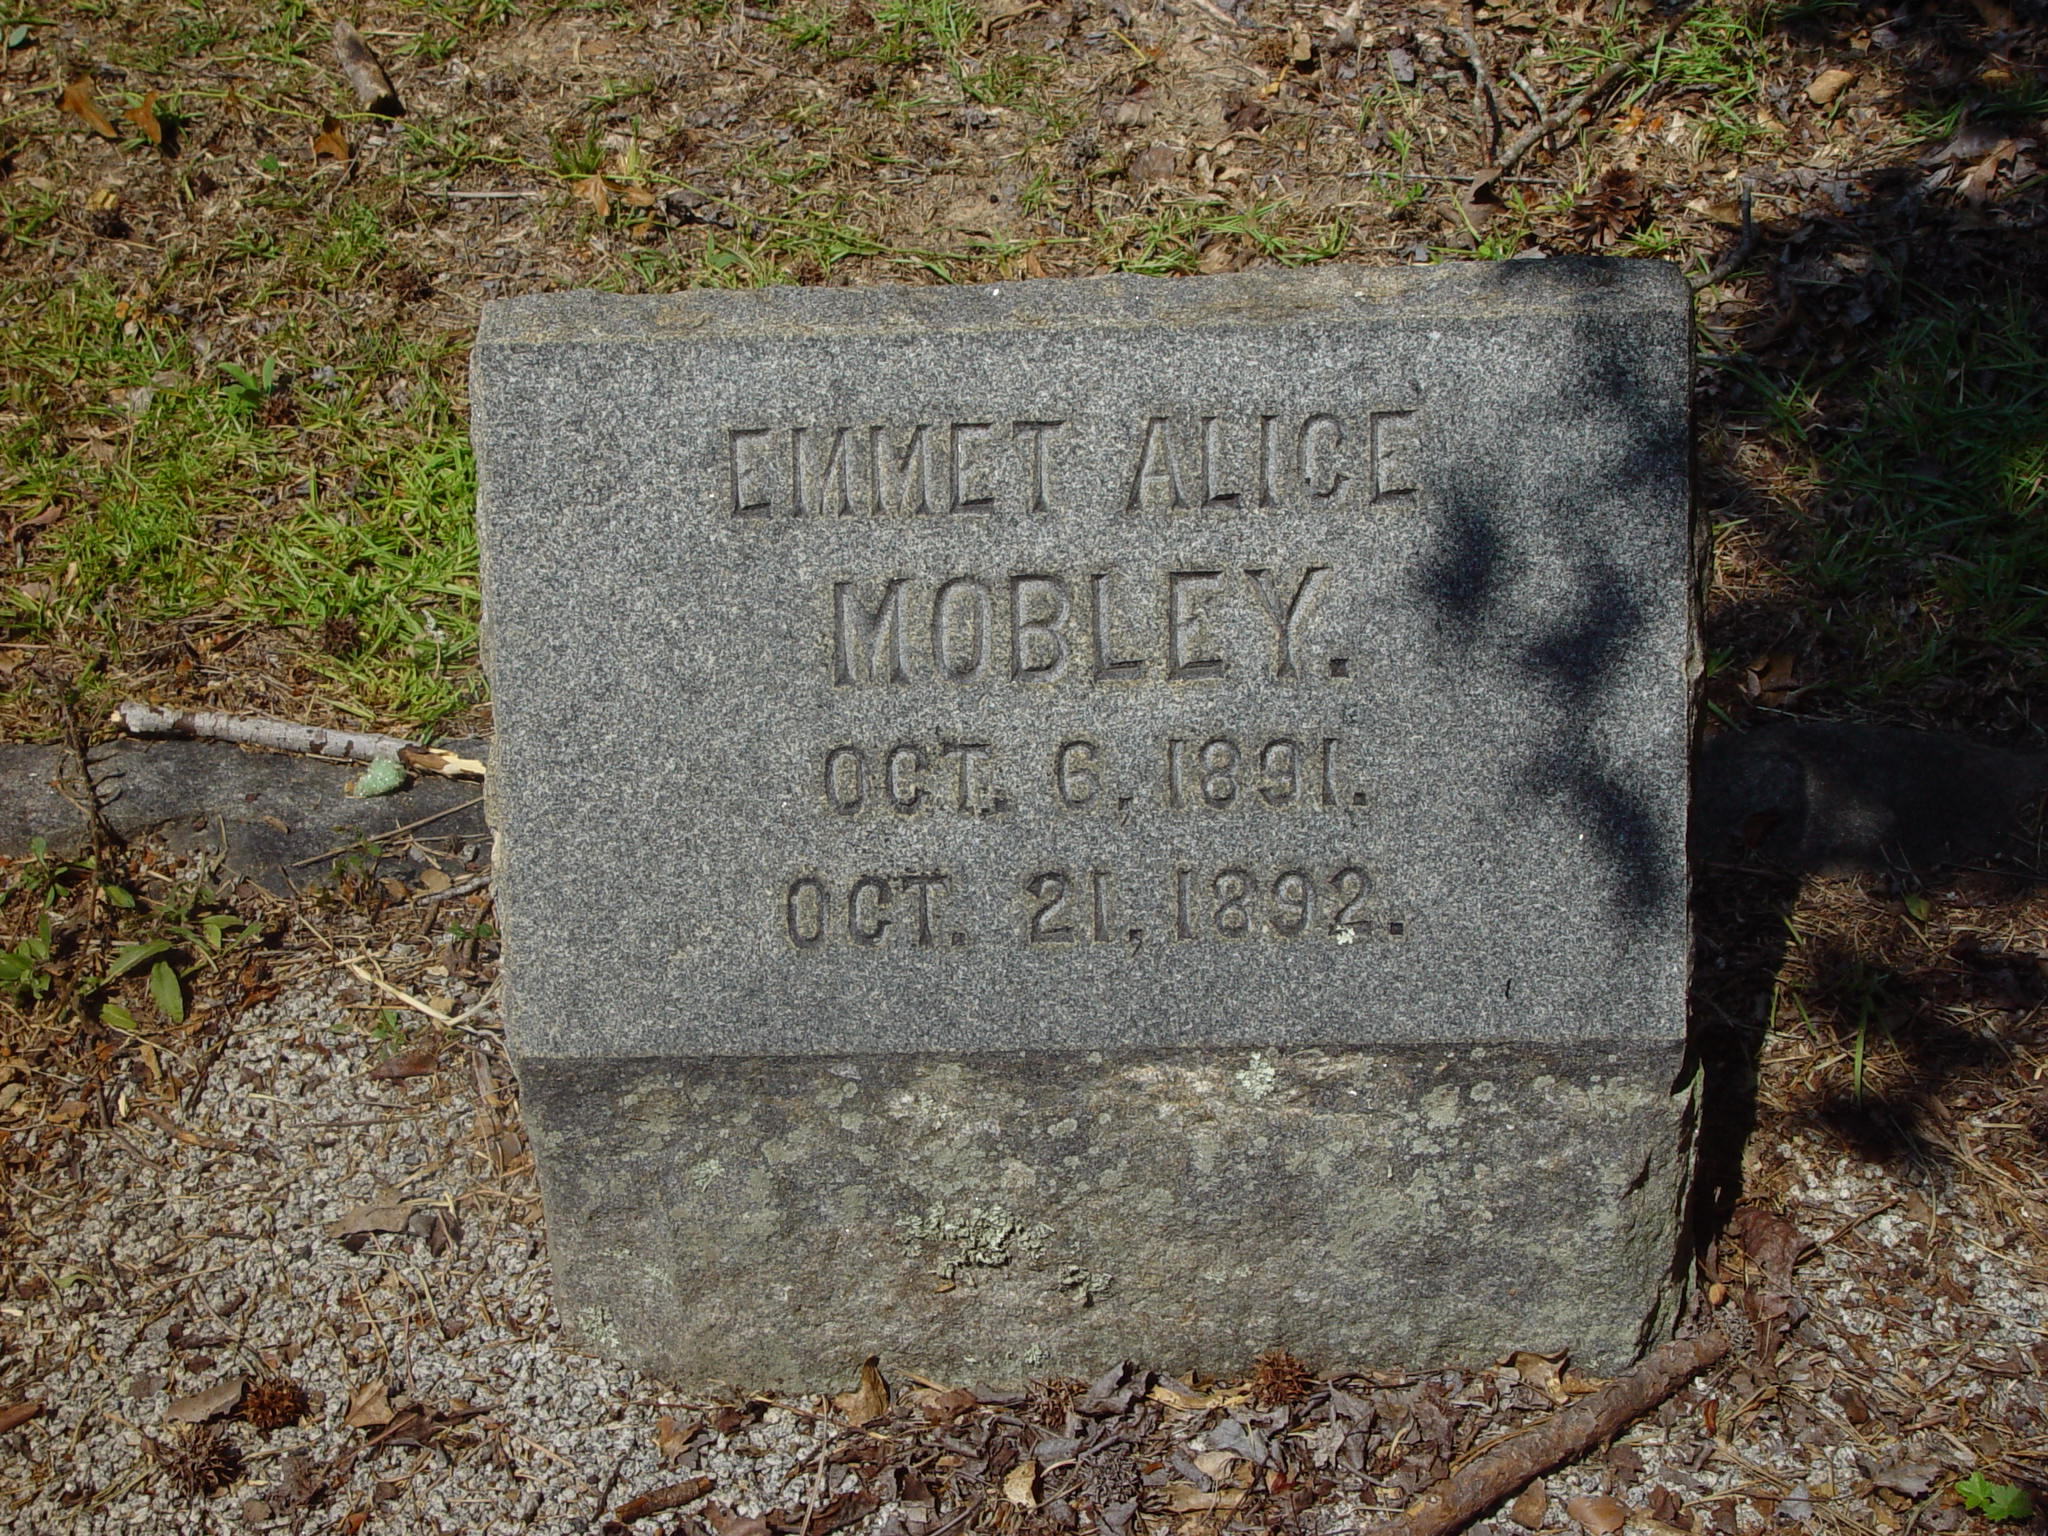 EMMET ALICE
MOBLEY.
OCT. 6, 1891.
OCT. 21, 1892.